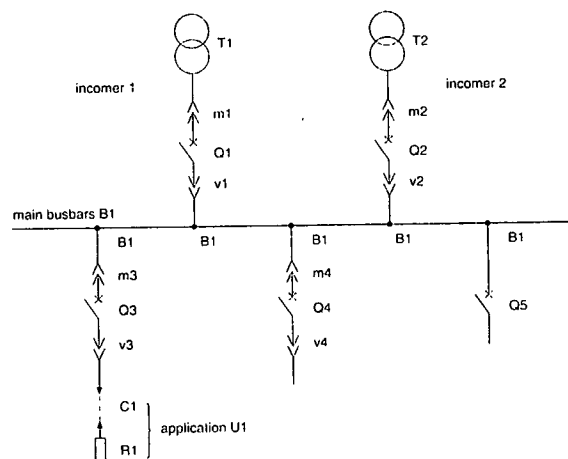 T1
T2
incomer 1
incomer 2
m1
m2
Q1
Q2
v1
v2
main busbars B1
B1
B1
B1
B1
B1
m3
m4
Q3
Q4
Q5
v3
v4
C1
application U1
R1